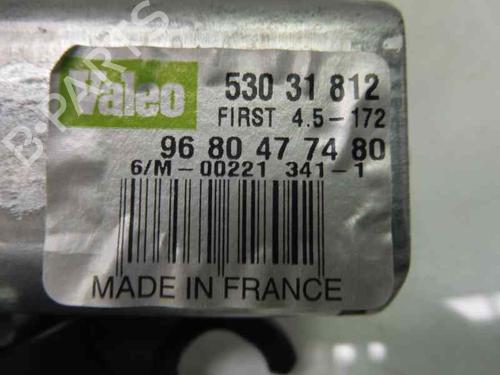 Valeo
530 31 812
FIRST 4.5-172
96 80 47 74 80
6/M-00221 341-1
MADE IN FRANCE
B-Parts